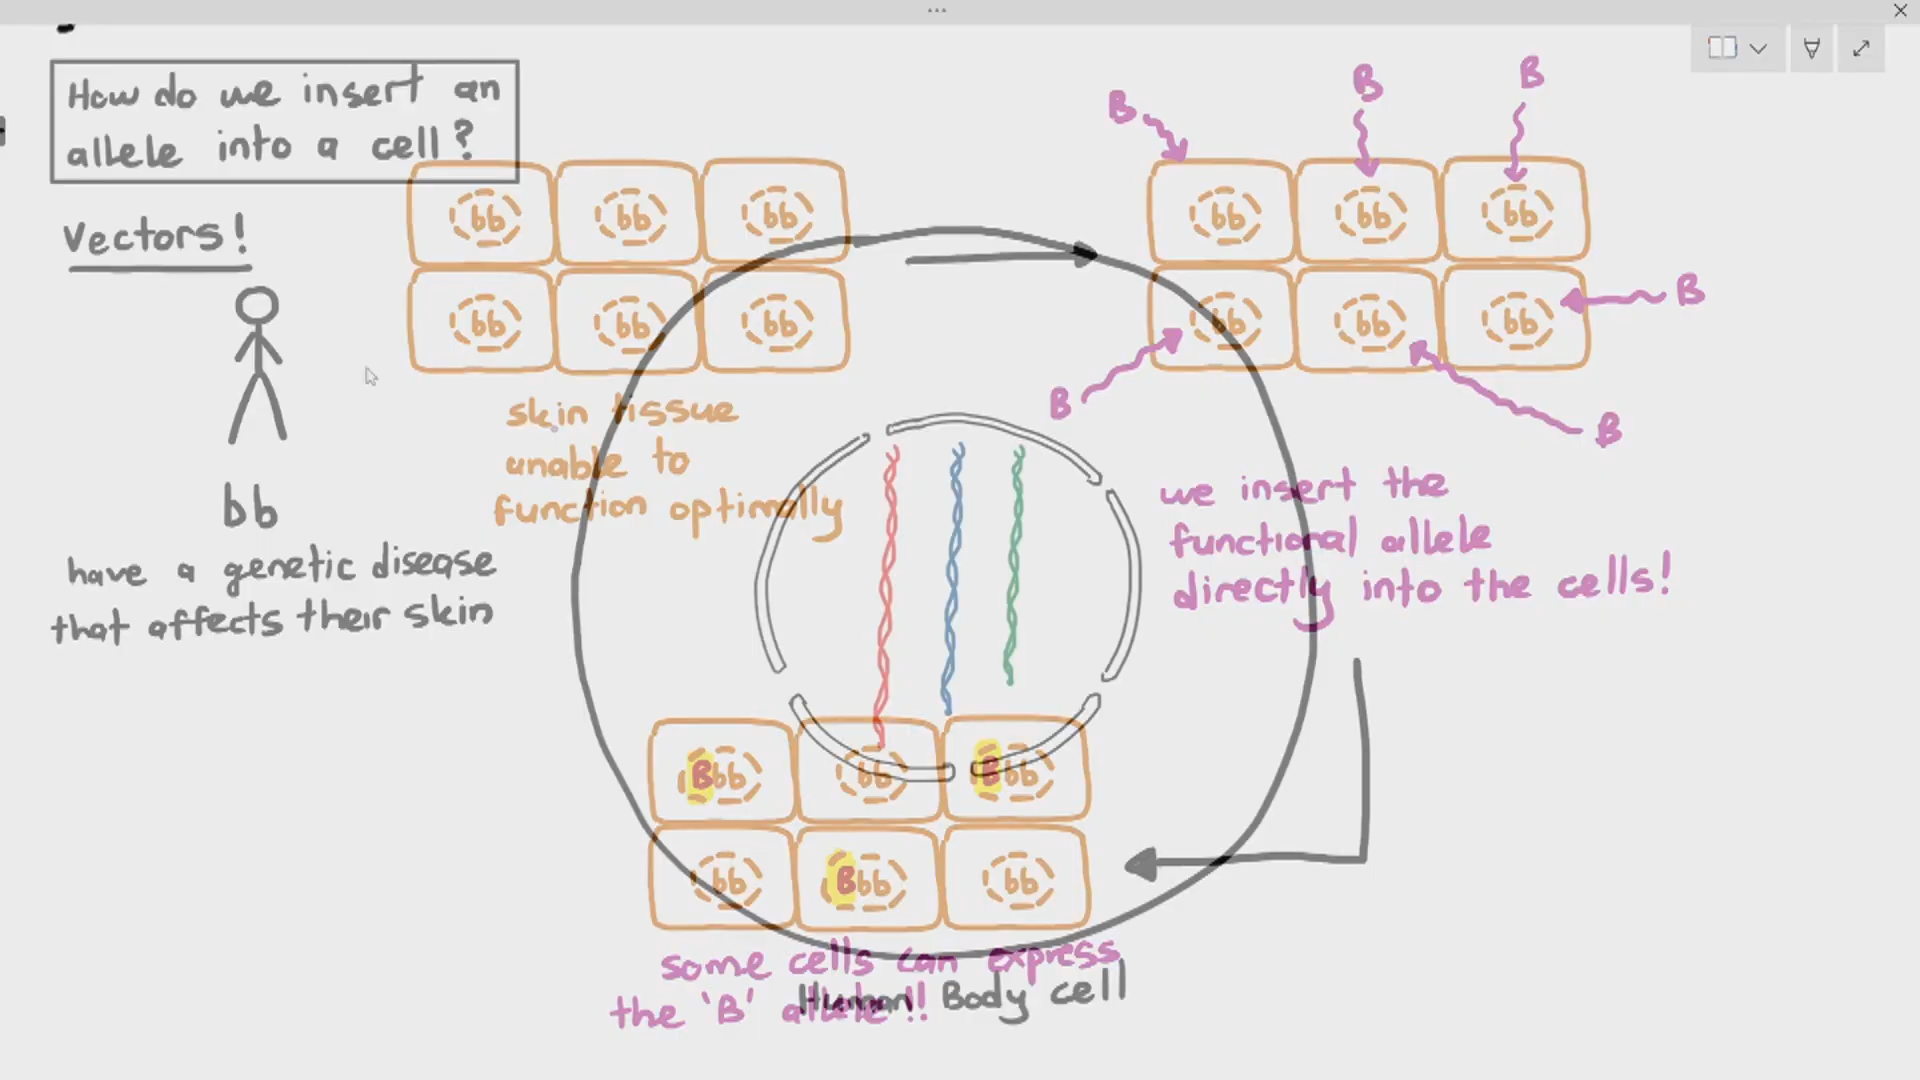 How do we insert an
allele into a cell?
Vectors!
bb
have a genetic disease
that affects their skin
bb bb bb
bb bb bb
skin tissue
unable to
function optimally
B B B
bb bb bb
bb bb bb
B
B
B
we insert the
functional allele
directly into the cells!
Bbb bb Bbb
bb Bbb bb
some cells can express
the 'B' allele!!
Human Body cell